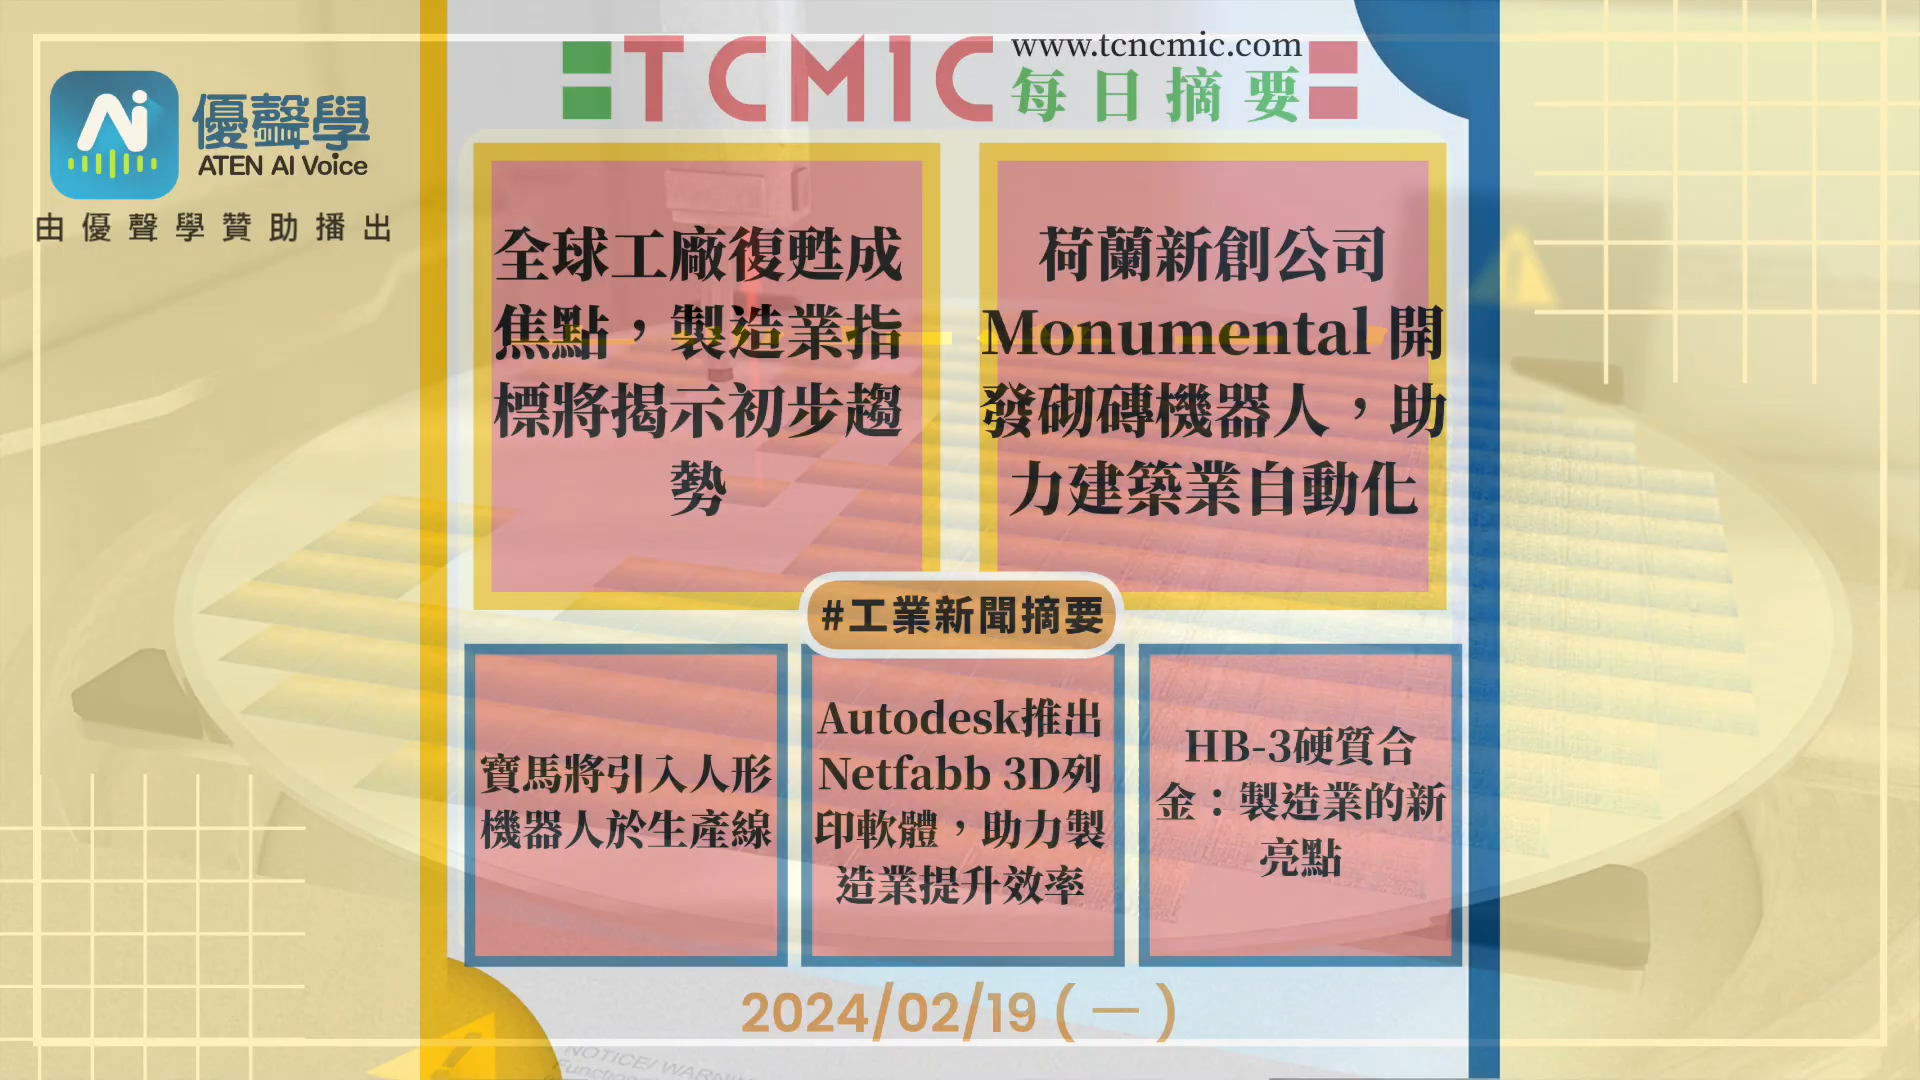 優聲學
ATEN AI Voice
由優聲學贊助播出
TCMIC
www.tcncmic.com
每日摘要
全球工廠復甦成
焦點，製造業指
標將揭示初步趨
勢
荷蘭新創公司
Monumental 開
發砌磚機器人，助
力建築業自動化
#工業新聞摘要
寶馬將引入人形
機器人於生產線
Autodesk推出
Netfabb 3D列
印軟體，助力製
造業提升效率
HB-3硬質合
金：製造業的新
亮點
2024/02/19 ( 一 )
NOTICE/